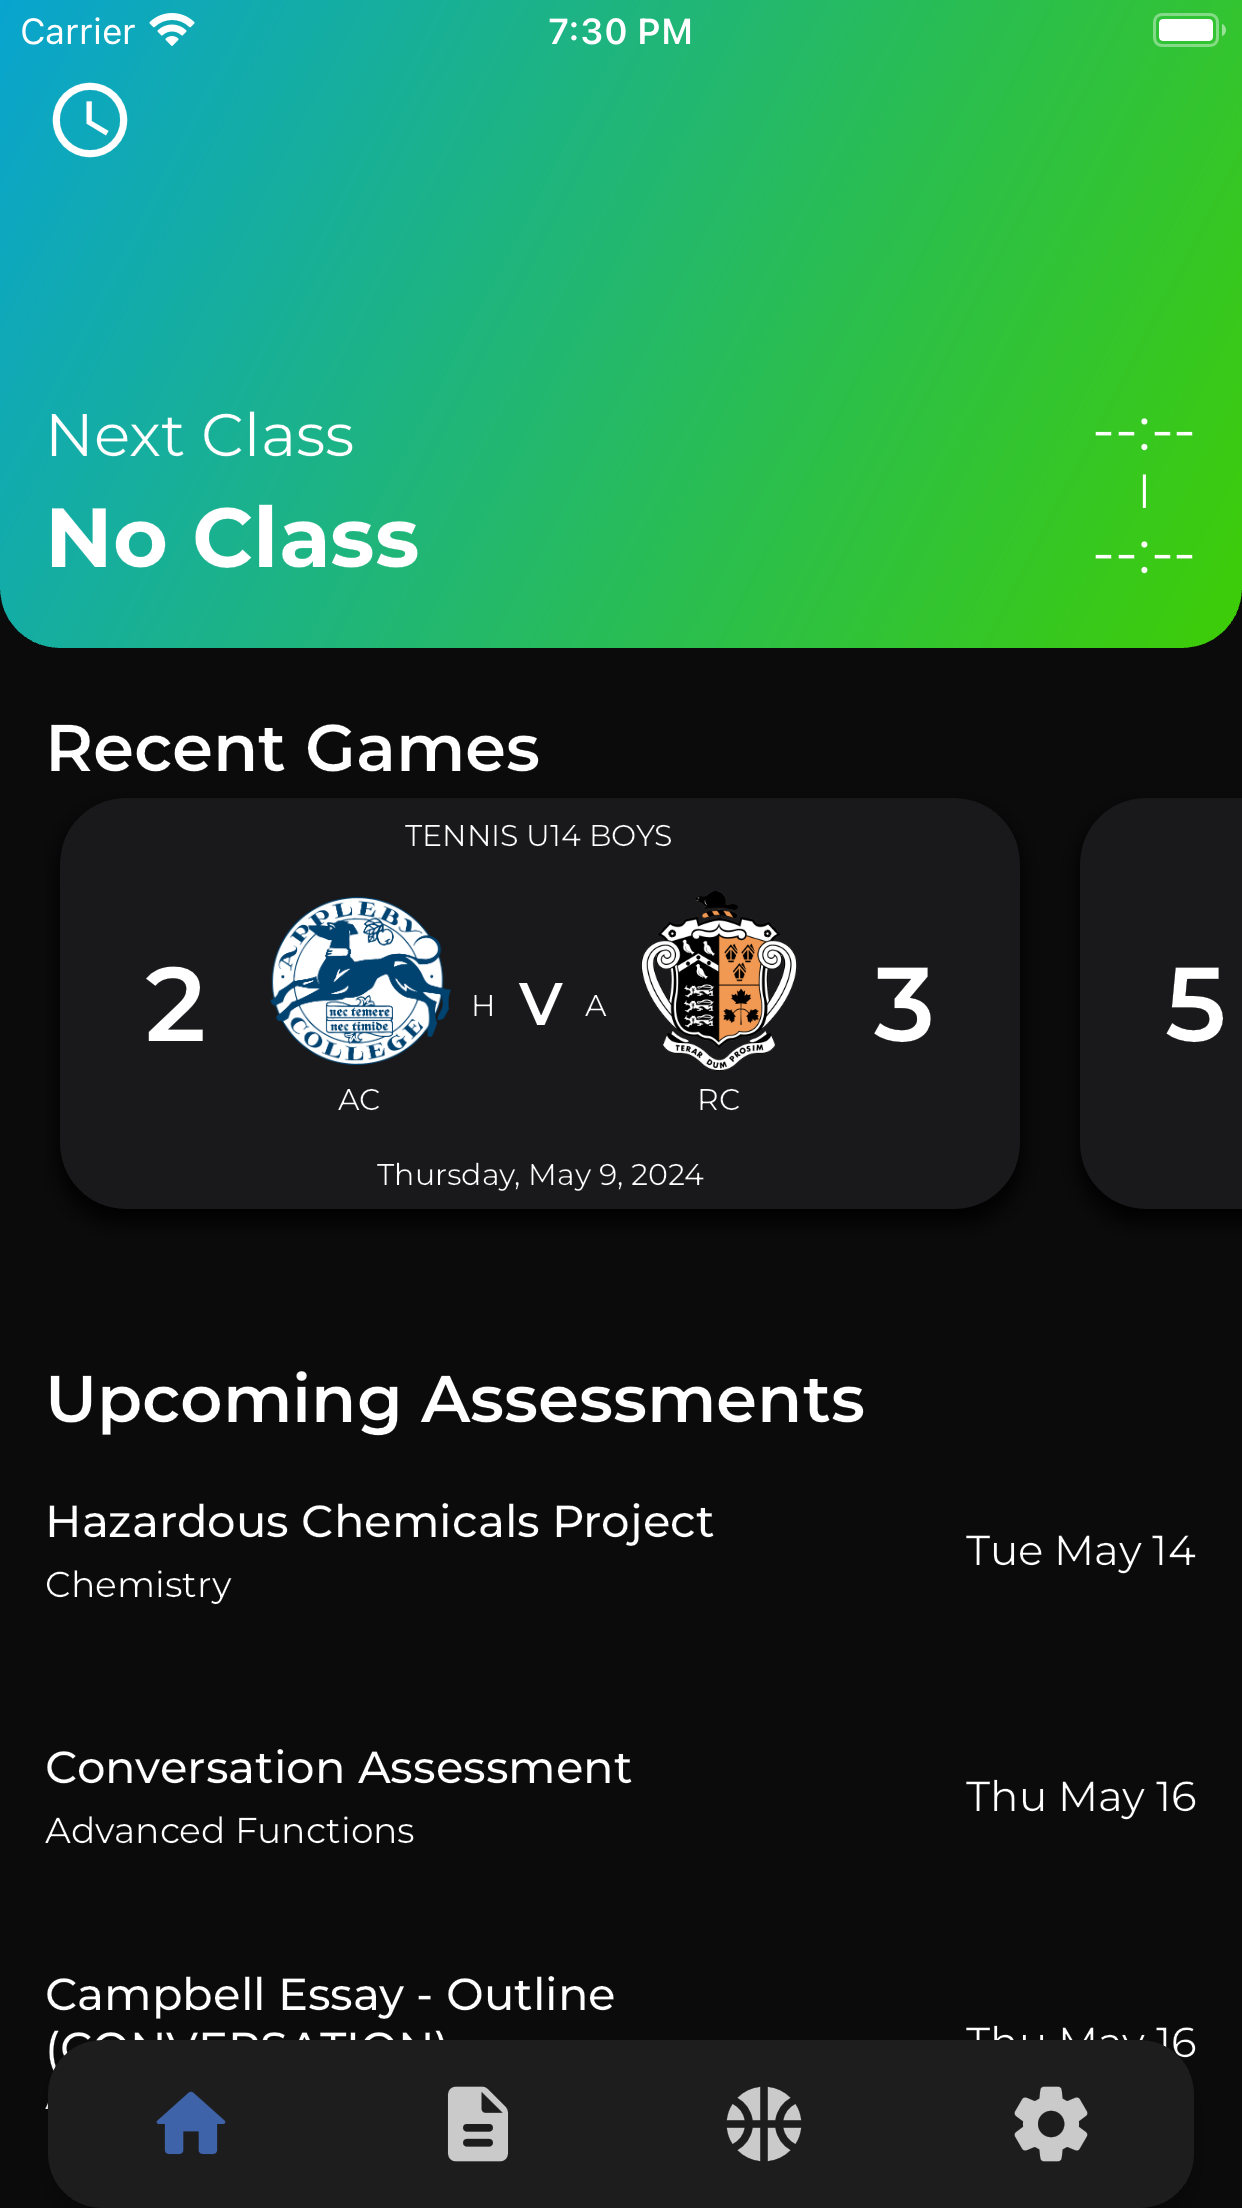 Carrier 7:30 PM
Next Class
--:--
|
No Class
--:--
Recent Games
TENNIS U14 BOYS
2
APPLEBY
nec temere
nec timide
COLLEGE
H V A
TERAR DUM PROSIM
3
5
AC
RC
Thursday, May 9, 2024
Upcoming Assessments
Hazardous Chemicals Project
Chemistry
Tue May 14
Conversation Assessment
Advanced Functions
Thu May 16
Campbell Essay - Outline
(CONVERSATION)
Thu May 16